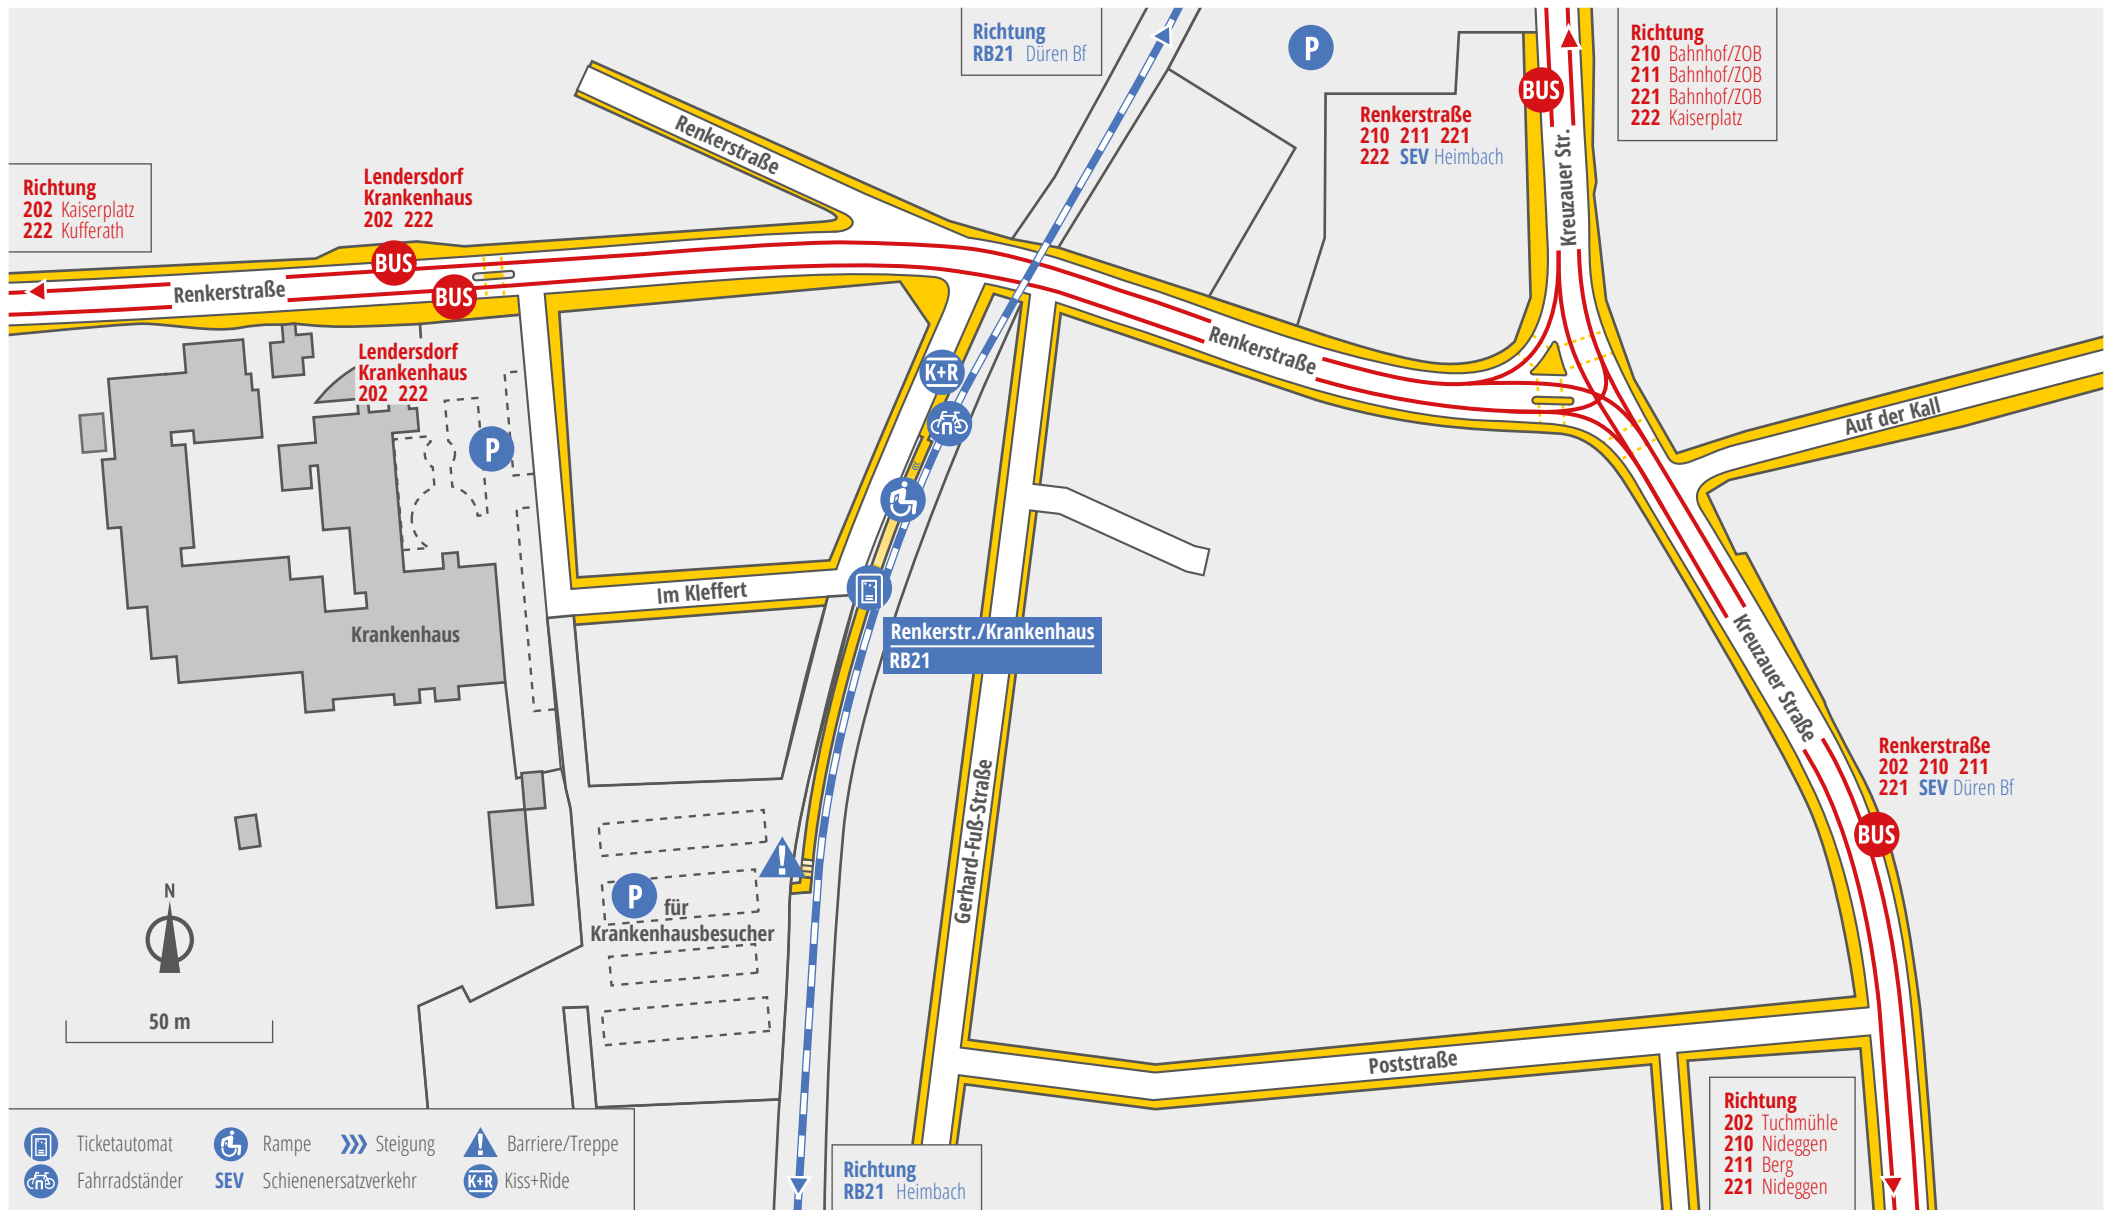 Richtung
RB21 Düren Bf
P
BUS
Richtung
210 Bahnhof/ZOB
211 Bahnhof/ZOB
221 Bahnhof/ZOB
222 Kaiserplatz
Renkerstraße
210 211 221
222 SEV Heimbach
Kreuzauer Str.
Renkerstraße
Richtung
202 Kaiserplatz
222 Kufferath
Lendersdorf
Krankenhaus
202 222
BUS
BUS
Renkerstraße
Lendersdorf
Krankenhaus
202 222
K+R
Renkerstraße
Auf der Kall
P
Im Kleffert
Krankenhaus
Renkerstr./Krankenhaus
RB21
Kreuzauer Straße
Renkerstraße
202 210 211
221 SEV Düren Bf
BUS
Gerhard-Fuß-Straße
!
P für
Krankenhausbesucher
N
50 m
Poststraße
Richtung
202 Tuchmühle
210 Nideggen
211 Berg
221 Nideggen
Richtung
RB21 Heimbach
Ticketautomat
Rampe
Steigung
! Barriere/Treppe
Fahrradständer
SEV Schienenersatzverkehr
K+R Kiss+Ride